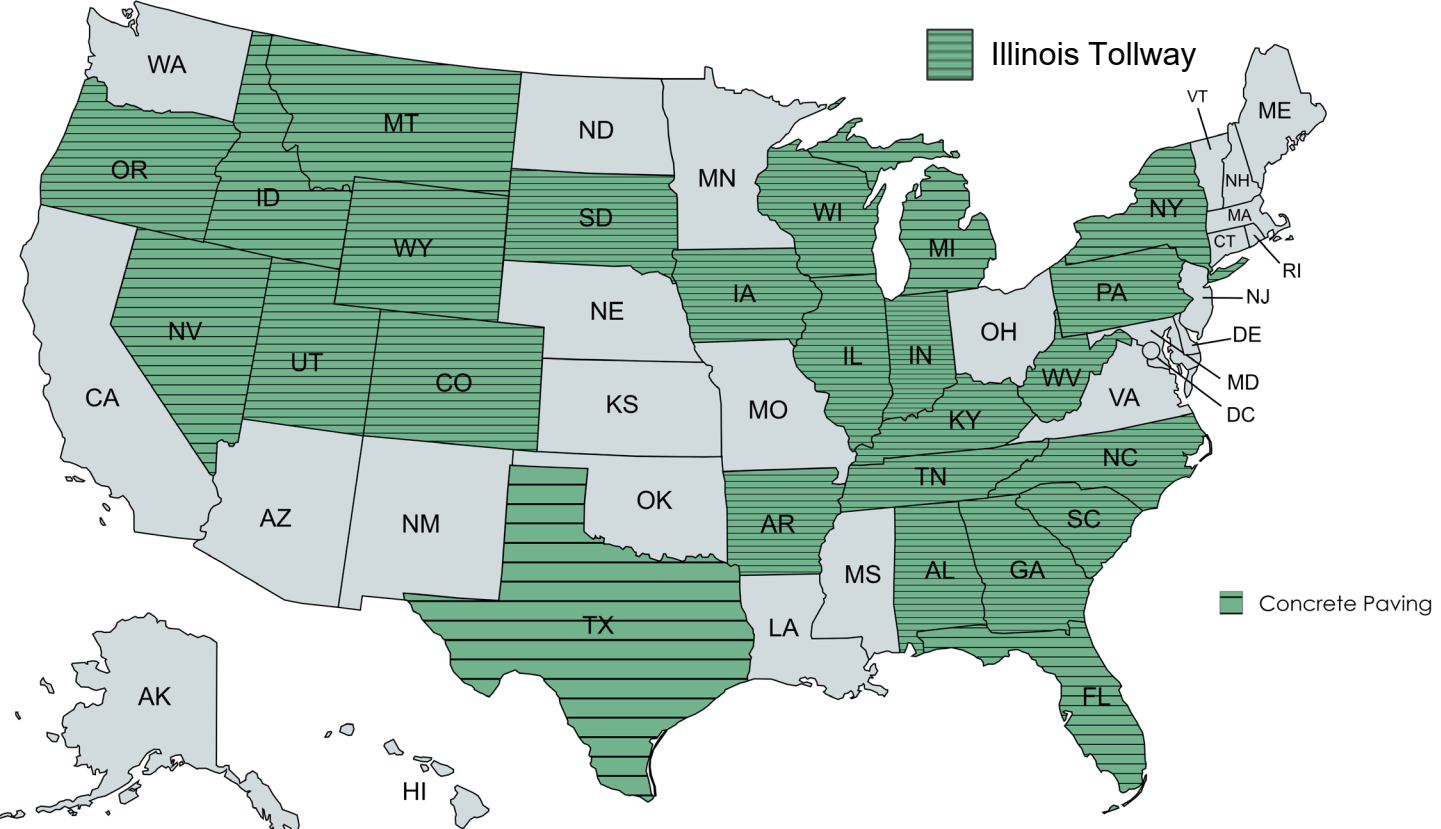 Illinois Tollway
WA
VT
ME
MT
ND
OR
MN
NH
ID
WI
NY
MA
SD
CT
WY
MI
RI
IA
PA
NJ
NE
NV
OH
DE
UT
IL
IN
CO
WV
MD
CA
VA
KS
MO
DC
KY
NC
TN
OK
AZ
NM
AR
SC
MS
AL
GA
Concrete Paving
TX
LA
AK
FL
HI